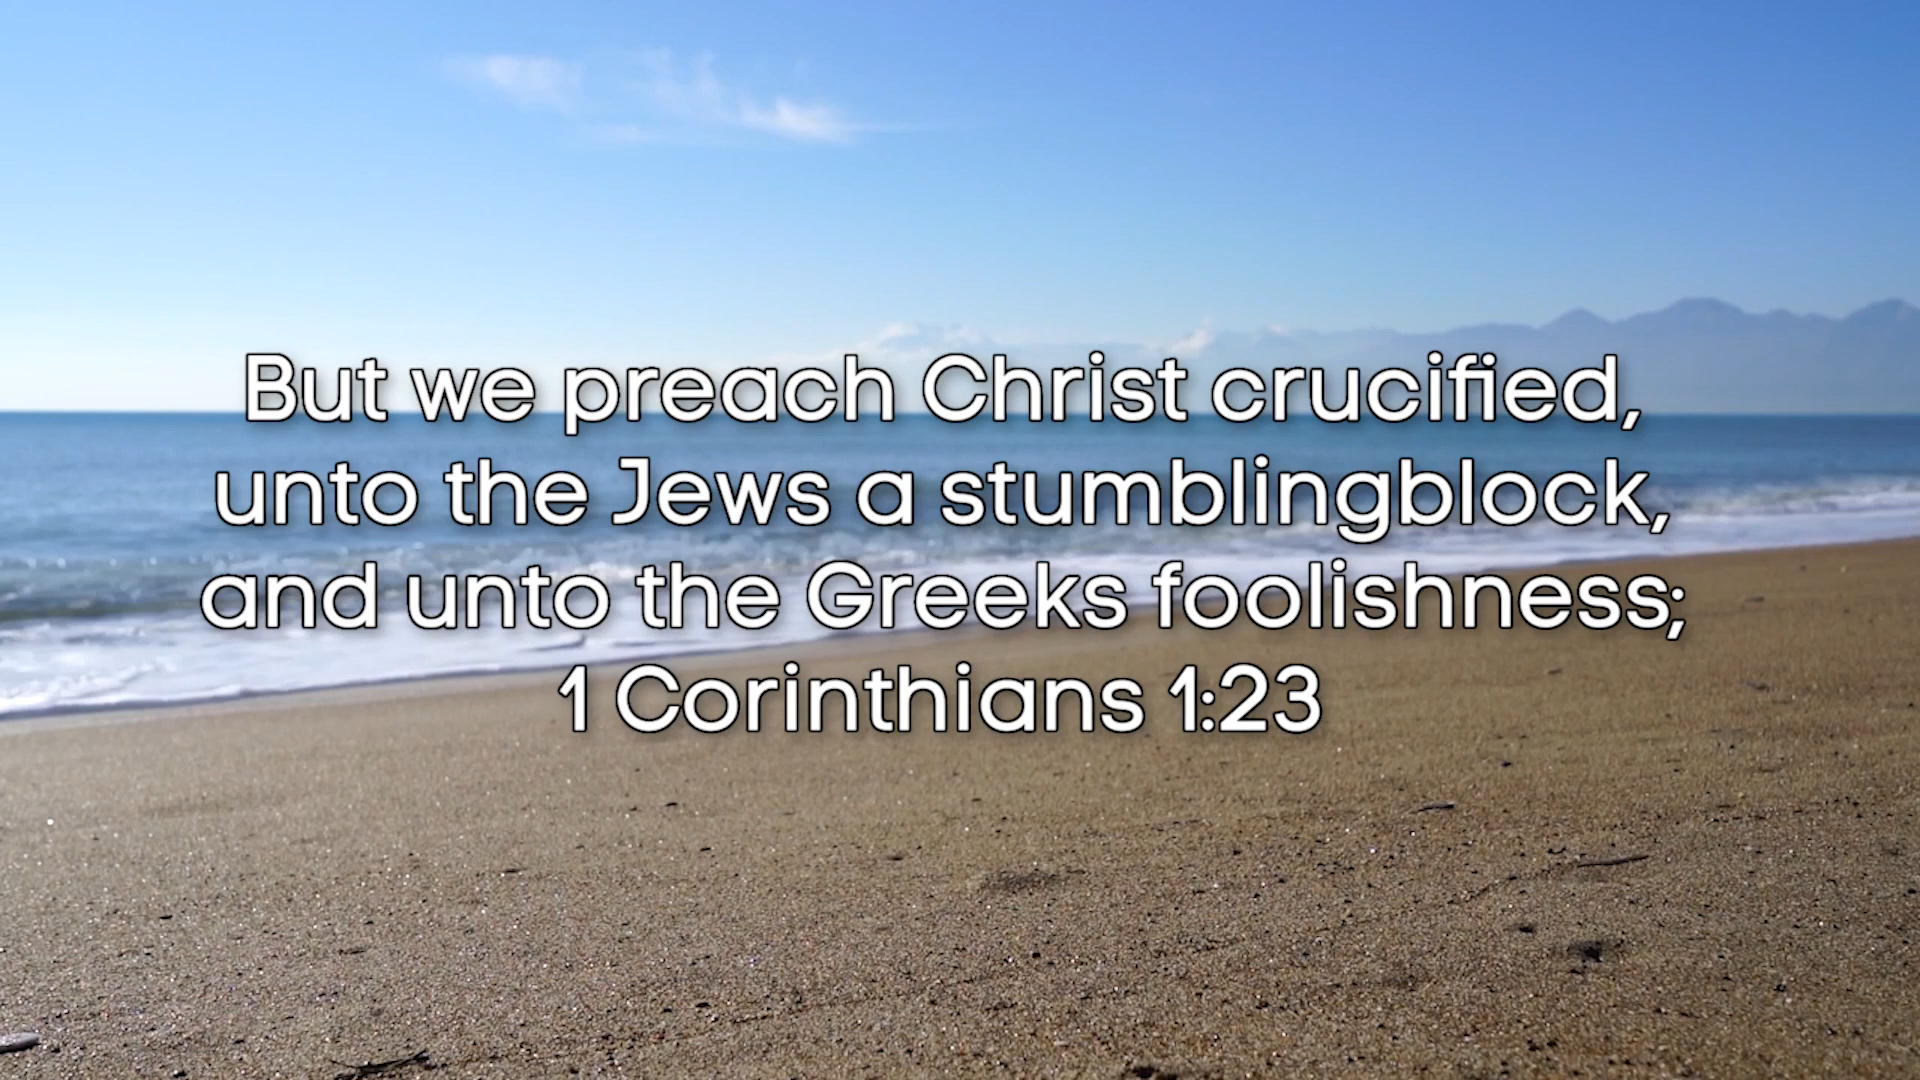 But we preach Christ crucified,
unto the Jews a stumblingblock,
and unto the Greeks foolishness;
1 Corinthians 1:23